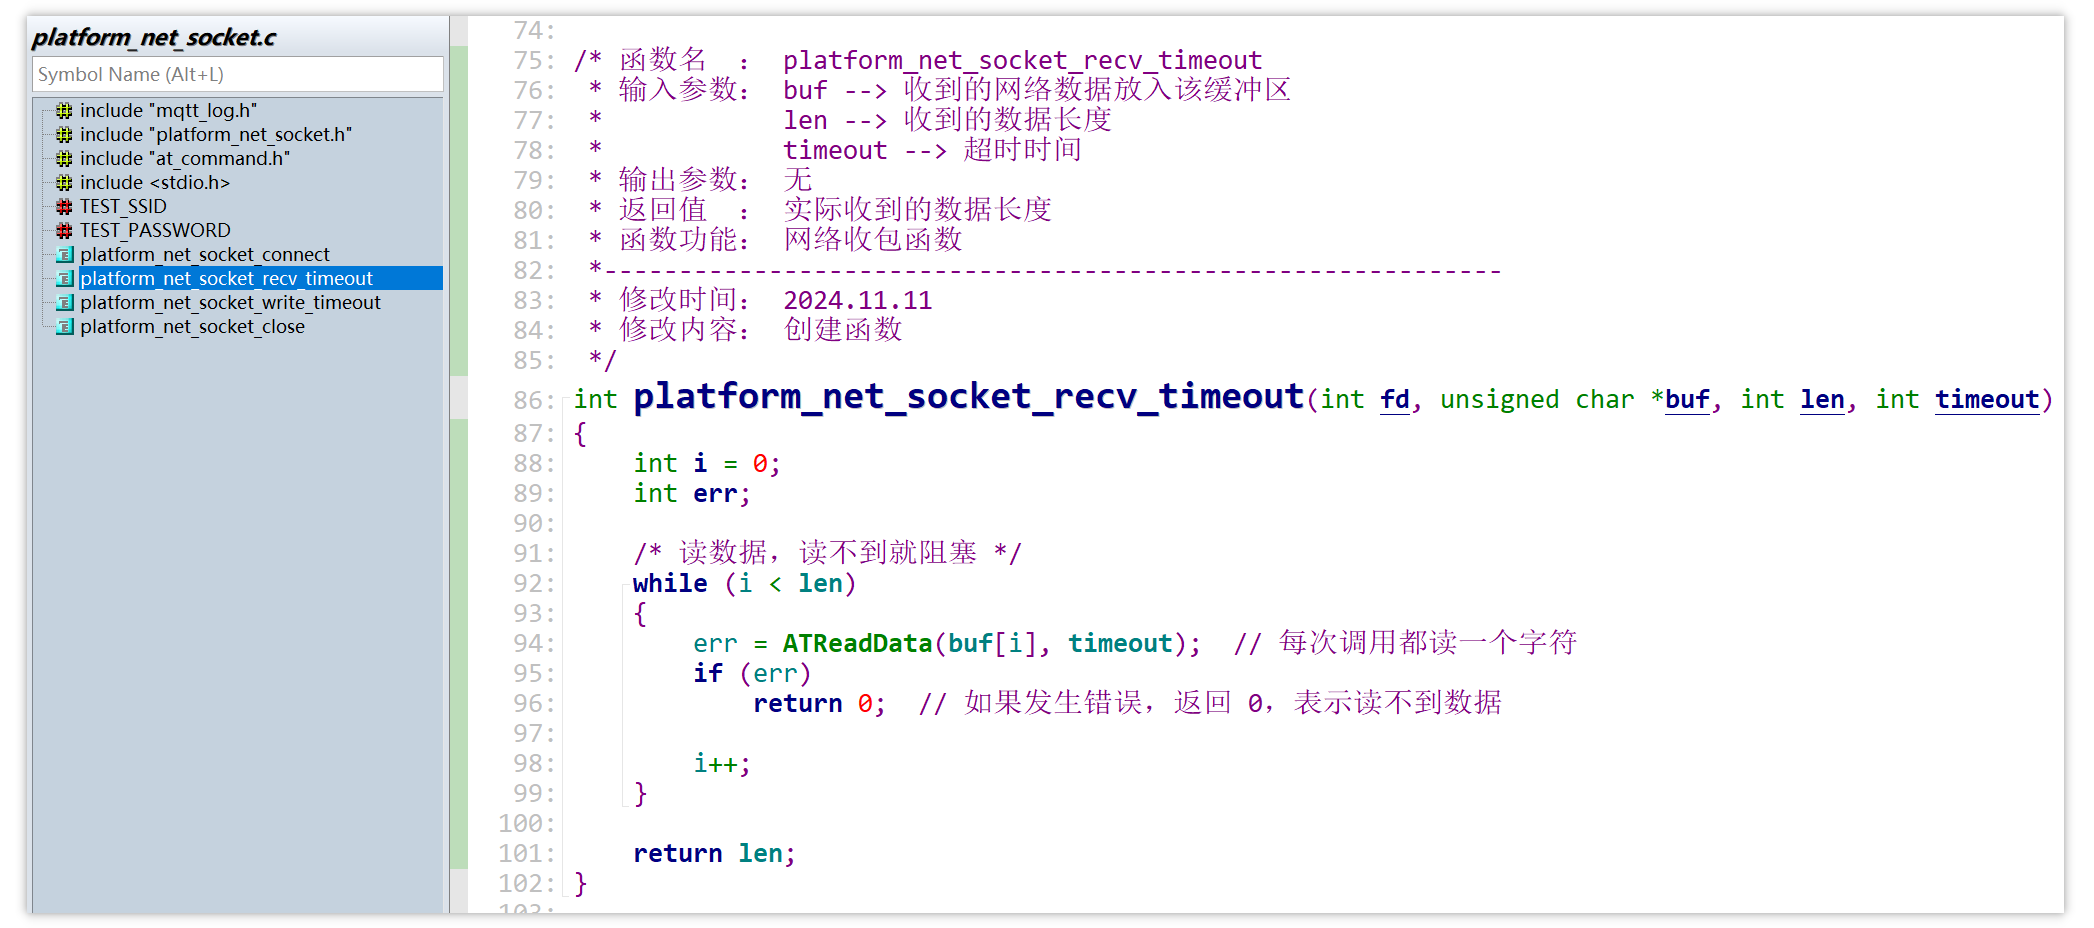 platform_net_socket.c
Symbol Name (Alt+L)
include "mqtt_log.h"
include "platform_net_socket.h"
include "at_command.h"
include <stdio.h>
TEST_SSID
TEST_PASSWORD
platform_net_socket_connect
platform_net_socket_recv_timeout
platform_net_socket_write_timeout
platform_net_socket_close
74:
75: /* 函数名 ： platform_net_socket_recv_timeout
76:  * 输入参数： buf --> 收到的网络数据放入该缓冲区
77:  *            len --> 收到的数据长度
78:  *            timeout --> 超时时间
79:  * 输出参数： 无
80:  * 返回值 ： 实际收到的数据长度
81:  * 函数功能： 网络收包函数
82:  *------------------------------------------------------------
83:  * 修改时间： 2024.11.11
84:  * 修改内容： 创建函数
85:  */
86: int platform_net_socket_recv_timeout(int fd, unsigned char *buf, int len, int timeout)
87: {
88:     int i = 0;
89:     int err;
90:
91:     /* 读数据，读不到就阻塞 */
92:     while (i < len)
93:     {
94:         err = ATReadData(buf[i], timeout);  // 每次调用都读一个字符
95:         if (err)
96:             return 0;  // 如果发生错误，返回 0，表示读不到数据
97:
98:         i++;
99:     }
100:
101:     return len;
102: }
103: